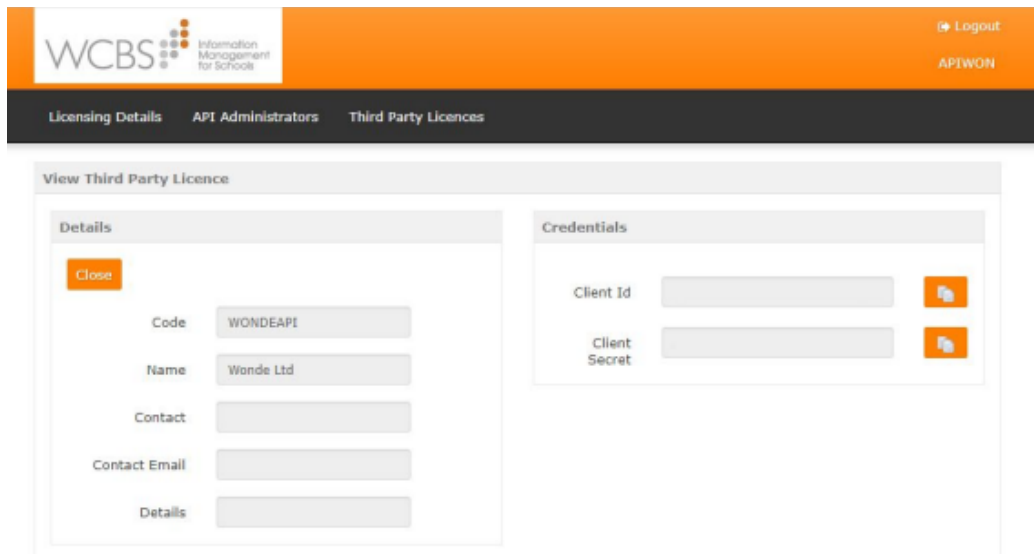 WCBS
Information
Management
for Schools
Logout
APIWON
Licensing Details API Administrators Third Party Licences
View Third Party Licence
Details
Close
Code WONDEAPI
Name Wonde Ltd
Contact
Contact Email
Details
Credentials
Client Id
Client
Secret